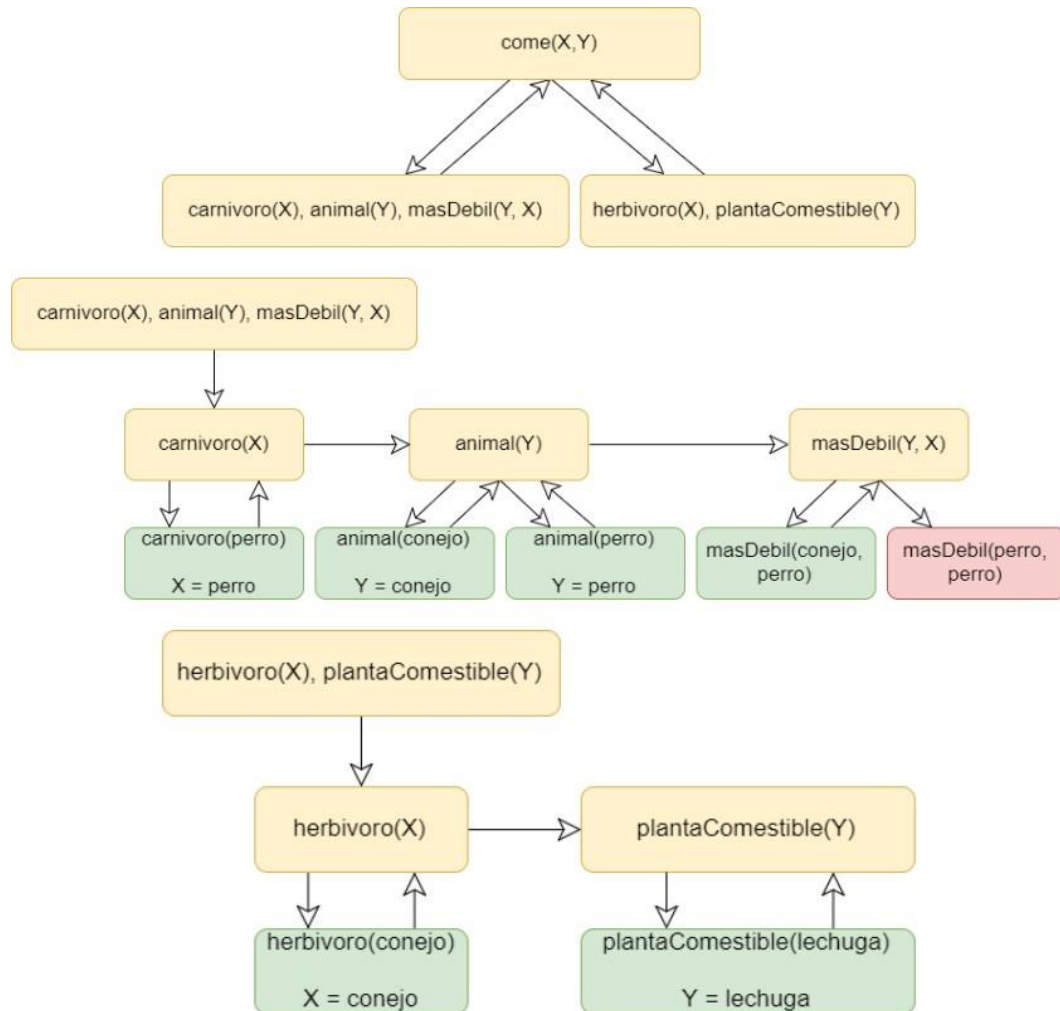 come(X,Y)
carnivoro(X), animal(Y), masDebil(Y, X)
herbivoro(X), plantaComestible(Y)
carnivoro(X), animal(Y), masDebil(Y, X)
carnivoro(X)
animal(Y)
masDebil(Y, X)
carnivoro(perro)
X = perro
animal(conejo)
Y = conejo
animal(perro)
Y = perro
masDebil(conejo,
perro)
masDebil(perro,
perro)
herbivoro(X), plantaComestible(Y)
herbivoro(X)
plantaComestible(Y)
herbivoro(conejo)
X = conejo
plantaComestible(lechuga)
Y = lechuga